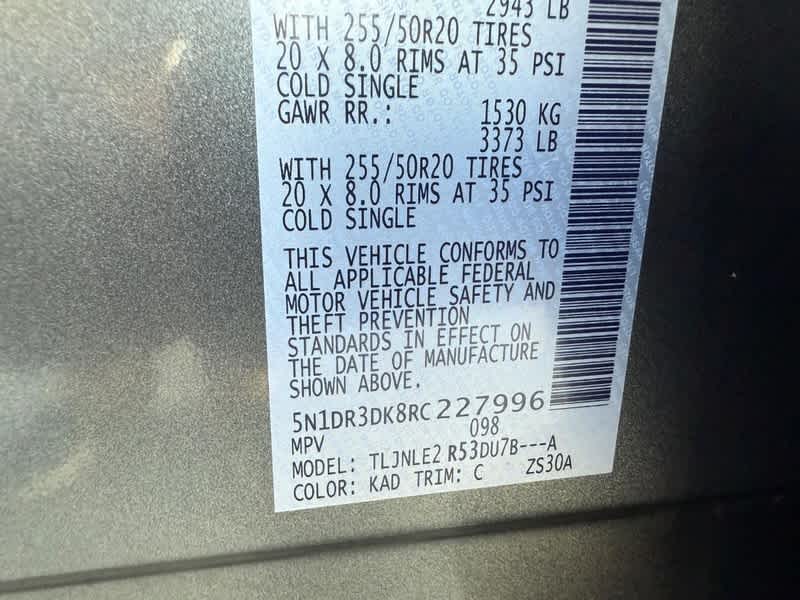 2943 LB
WITH 255/50R20 TIRES
20 X 8.0 RIMS AT 35 PSI
COLD SINGLE
GAWR RR.: 1530 KG
3373 LB
WITH 255/50R20 TIRES
20 X 8.0 RIMS AT 35 PSI
COLD SINGLE
THIS VEHICLE CONFORMS TO
ALL APPLICABLE FEDERAL
MOTOR VEHICLE SAFETY AND
THEFT PREVENTION
STANDARDS IN EFFECT ON
THE DATE OF MANUFACTURE
SHOWN ABOVE.
5N1DR3DK8RC227996
MPV 098
MODEL: TLJNLE2 R53DU7B---A
COLOR: KAD TRIM: C ZS30A